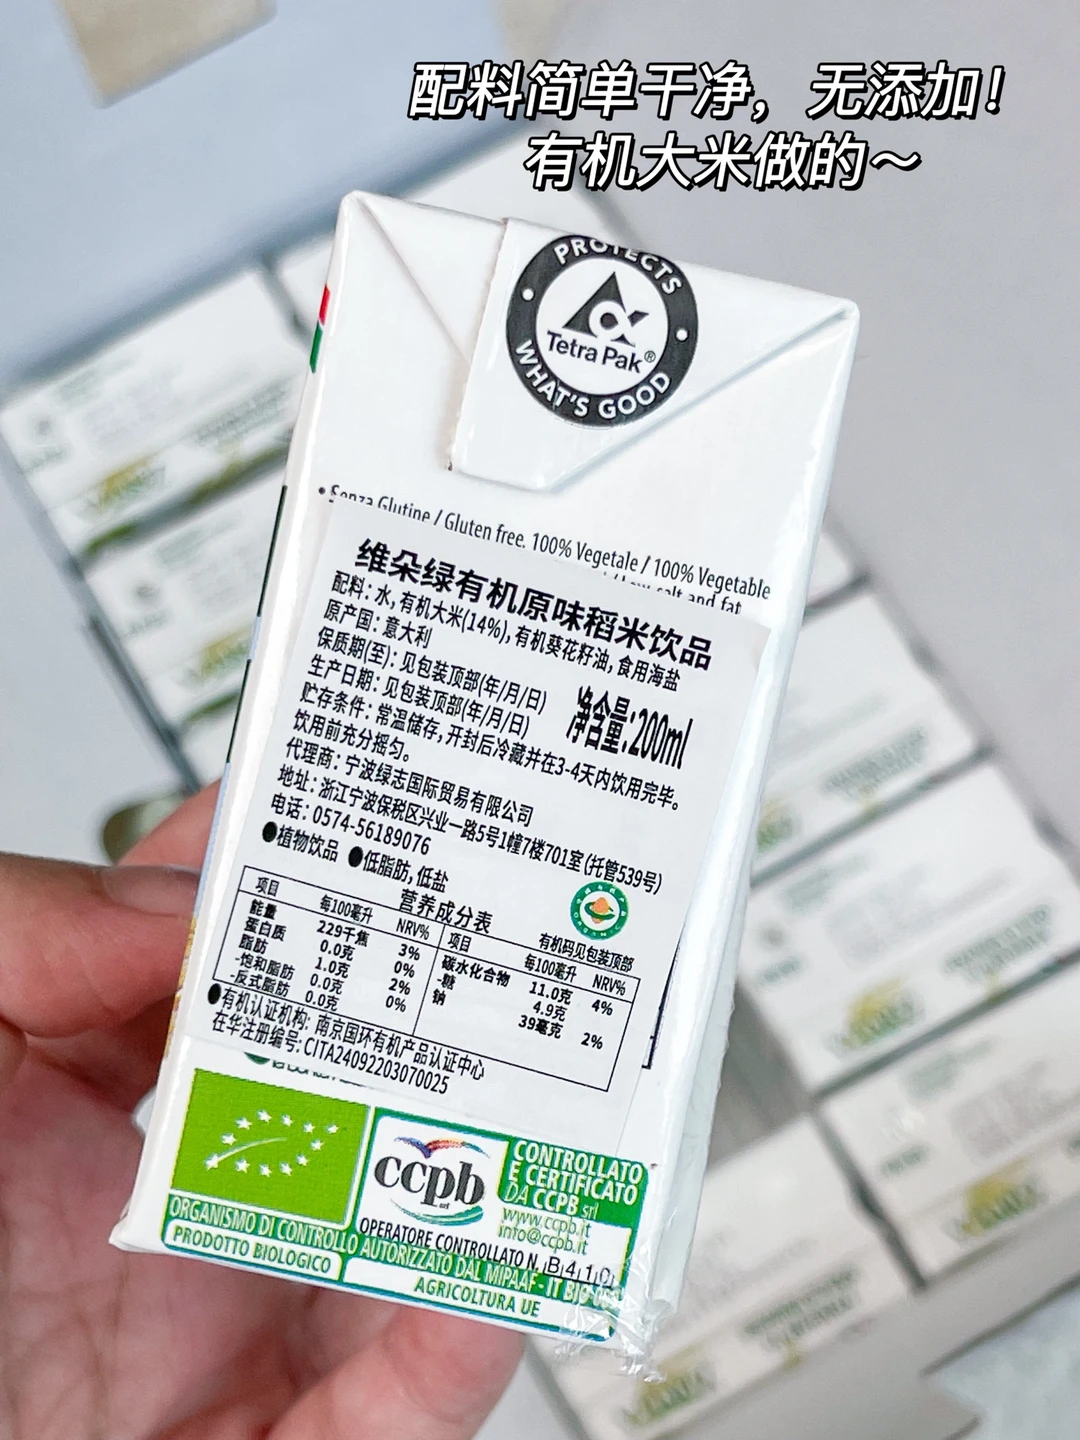 配料简单干净，无添加！
有机大米做的～
PROTECTS
Tetra Pak®
WHAT'S GOOD
• Senza Glutine / Gluten free. 100% Vegetale / 100% Vegetable
salt and fat
维朵绿有机原味稻米饮品
配料：水，有机大米(14%)，有机葵花籽油，食用海盐
原产国：意大利
保质期(至)：见包装顶部(年/月/日)
生产日期：见包装顶部(年/月/日)
净含量:200ml
贮存条件：常温储存，开封后冷藏并在3-4天内饮用完毕。
饮用前充分摇匀。
代理商：宁波绿志国际贸易有限公司
地址：浙江宁波保税区兴业一路5号1幢7楼701室(托管539号)
电话：0574-56189076
●植物饮品 ●低脂肪，低盐
营养成分表
项目 每100毫升 NRV%
能量 229千焦 3%
蛋白质 0.0克 0%
脂肪 1.0克 2%
-饱和脂肪 0.0克 0%
-反式脂肪 0.0克
有机码见包装顶部
项目 每100毫升 NRV%
碳水化合物 11.0克 4%
-糖 4.9克
钠 39毫克 2%
●有机认证机构：南京国环有机产品认证中心
在华注册编号：CITA24092203070025
ccpb
srl
CONTROLLATO
E CERTIFICATO
DA CCPB srl
www.ccpb.it
info@ccpb.it
OPERATORE CONTROLLATO N. B410
ORGANISMO DI CONTROLLO AUTORIZZATO DAL MIPAAF - IT BIO
PRODOTTO BIOLOGICO
AGRICOLTURA UE